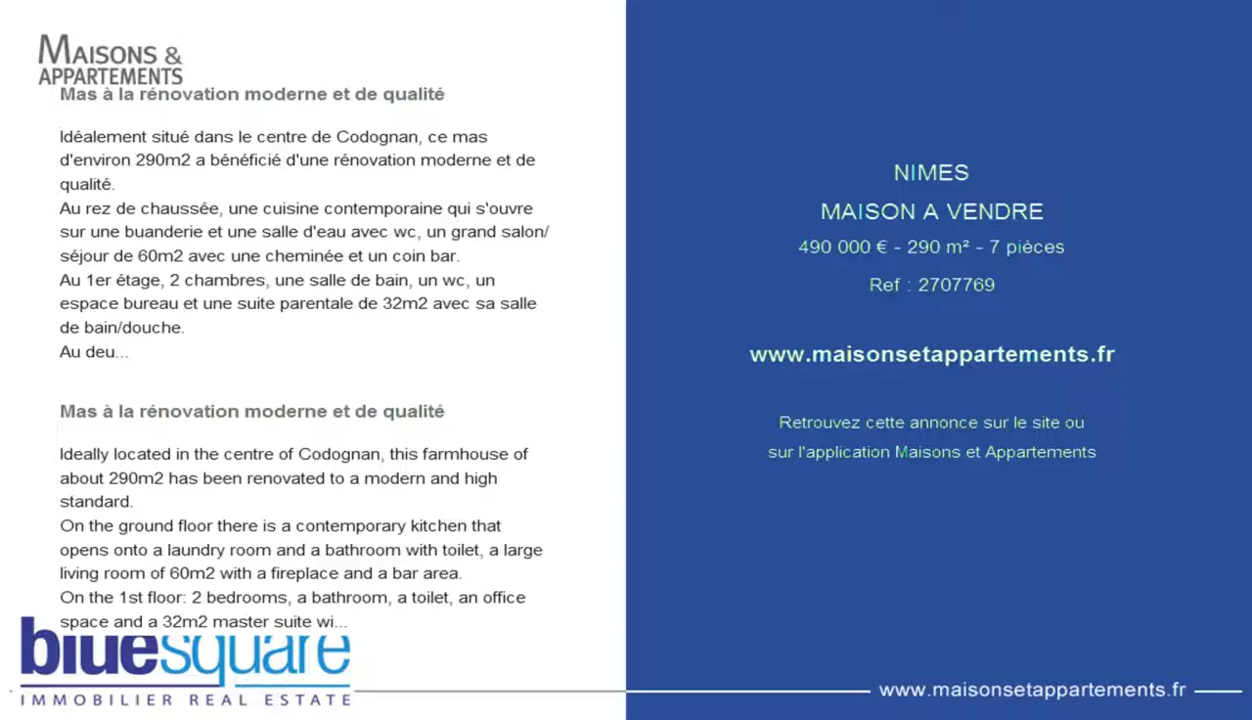 MAISONS &
APPARTEMENTS
Mas à la rénovation moderne et de qualité
Idéalement situé dans le centre de Codognan, ce mas
d'environ 290m2 a bénéficié d'une rénovation moderne et de
qualité.
Au rez de chaussée, une cuisine contemporaine qui s'ouvre
sur une buanderie et une salle d'eau avec wc, un grand salon/
séjour de 60m2 avec une cheminée et un coin bar.
Au 1er étage, 2 chambres, une salle de bain, un wc, un
espace bureau et une suite parentale de 32m2 avec sa salle
de bain/douche.
Au deu...
Mas à la rénovation moderne et de qualité
Ideally located in the centre of Codognan, this farmhouse of
about 290m2 has been renovated to a modern and high
standard.
On the ground floor there is a contemporary kitchen that
opens onto a laundry room and a bathroom with toilet, a large
living room of 60m2 with a fireplace and a bar area.
On the 1st floor: 2 bedrooms, a bathroom, a toilet, an office
space and a 32m2 master suite wi...
bluesquare
IMMOBILIER REAL ESTATE
NIMES
MAISON A VENDRE
490 000 € - 290 m² - 7 pièces
Ref : 2707769
www.maisonsetappartements.fr
Retrouvez cette annonce sur le site ou
sur l'application Maisons et Appartements
www.maisonsetappartements.fr